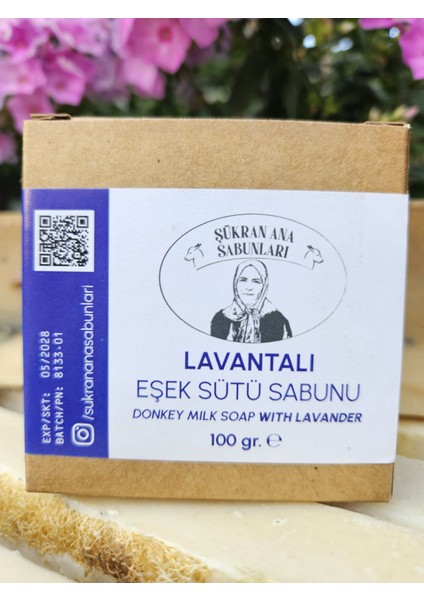 ŞÜKRAN ANA
SABUNLARI
LAVANTALI
EŞEK SÜTÜ SABUNU
DONKEY MILK SOAP WITH LAVANDER
100 gr. ℮
EXP/SKT: 05/2028
BATCH/PN: 8133-01
/sukrananasabunlari